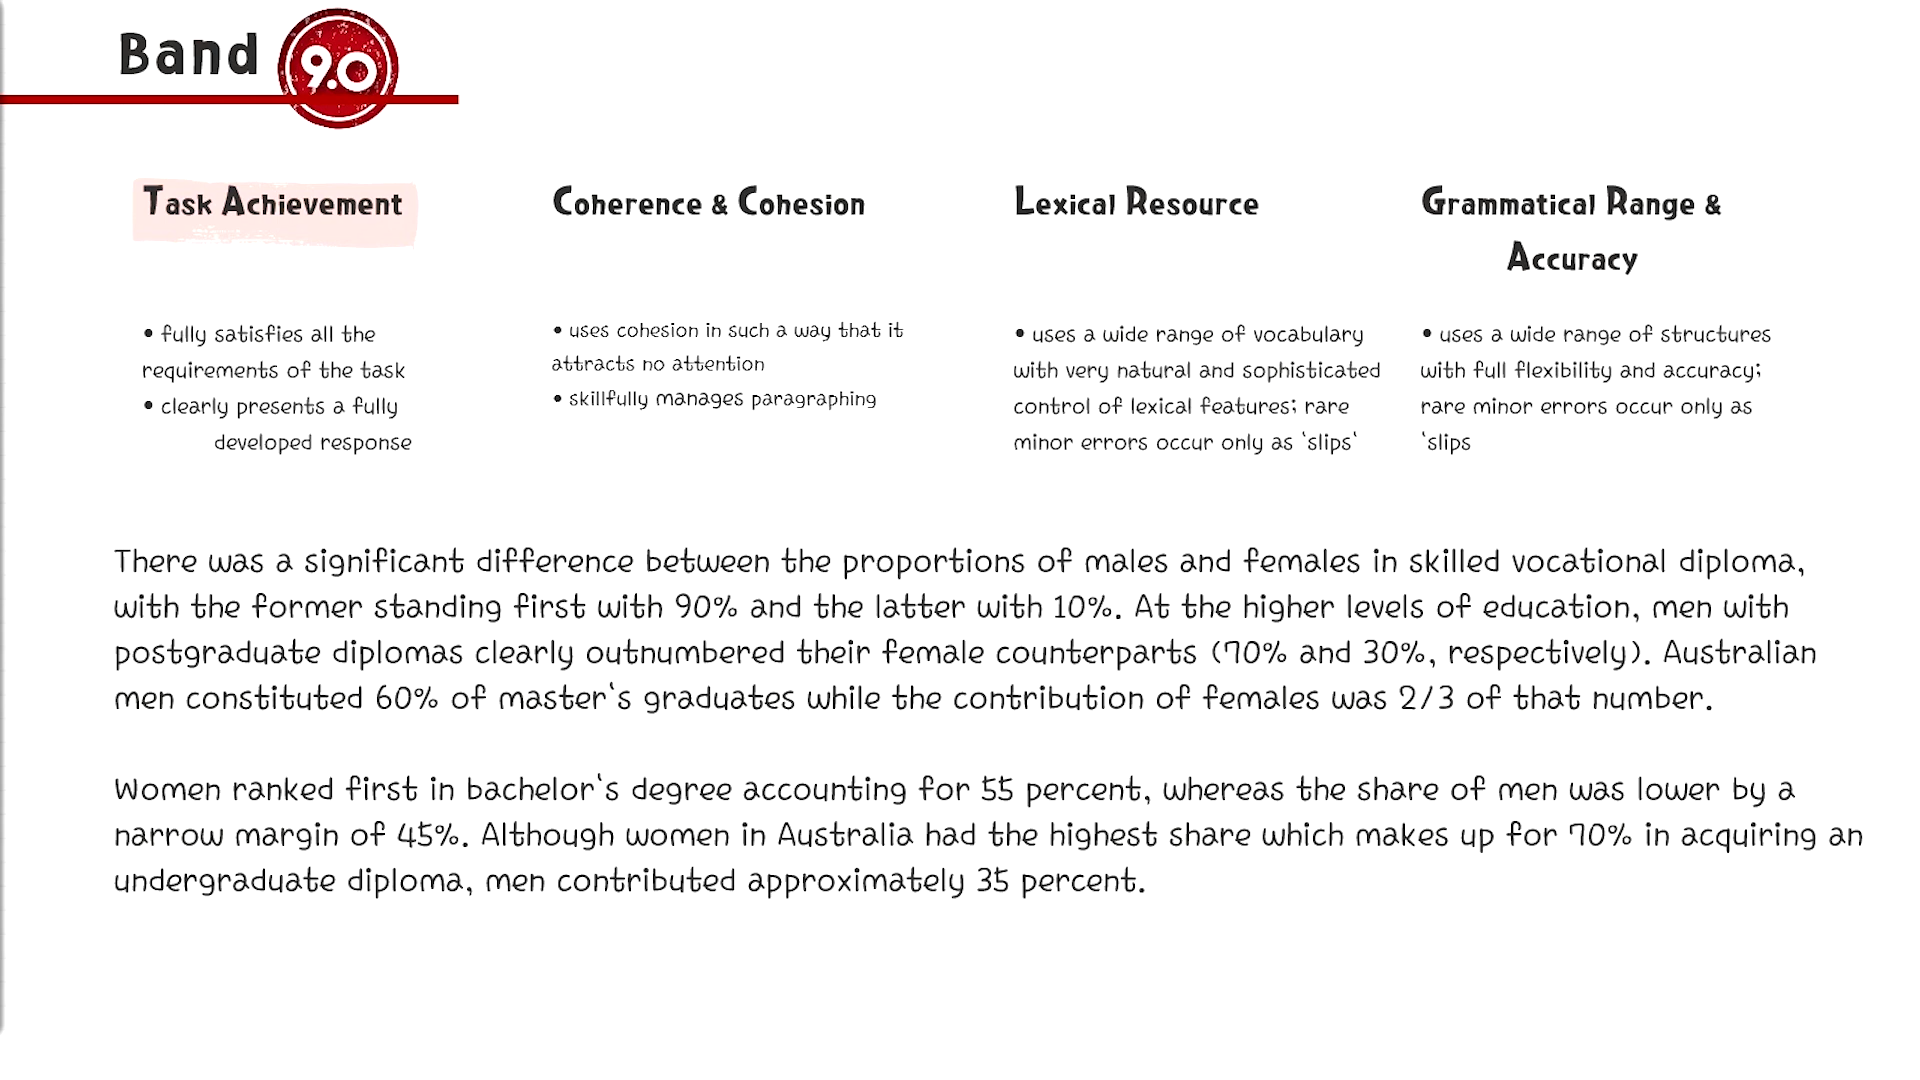 Band 9.0
Task Achievement
• fully satisfies all the
requirements of the task
• clearly presents a fully
developed response
Coherence & Cohesion
• uses cohesion in such a way that it
attracts no attention
• skillfully manages paragraphing
Lexical Resource
• uses a wide range of vocabulary
with very natural and sophisticated
control of lexical features; rare
minor errors occur only as 'slips'
Grammatical Range &
Accuracy
• uses a wide range of structures
with full flexibility and accuracy;
rare minor errors occur only as
'slips
There was a significant difference between the proportions of males and females in skilled vocational diploma,
with the former standing first with 90% and the latter with 10%. At the higher levels of education, men with
postgraduate diplomas clearly outnumbered their female counterparts (70% and 30%, respectively). Australian
men constituted 60% of master's graduates while the contribution of females was 2/3 of that number.
Women ranked first in bachelor's degree accounting for 55 percent, whereas the share of men was lower by a
narrow margin of 45%. Although women in Australia had the highest share which makes up for 70% in acquiring an
undergraduate diploma, men contributed approximately 35 percent.